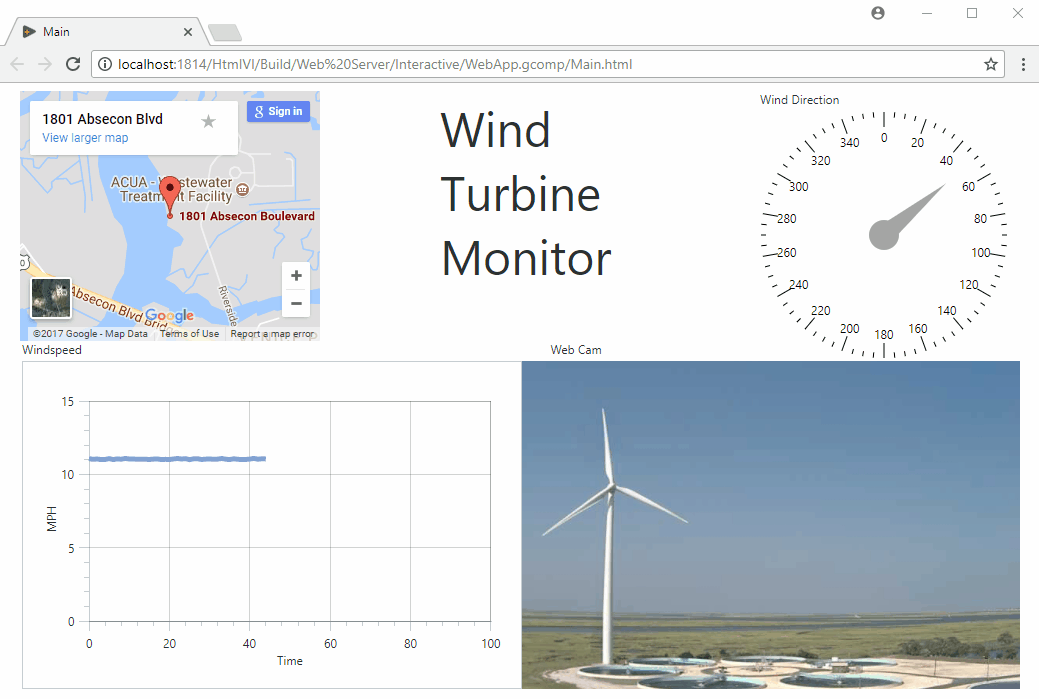 Main
localhost:1814/HtmlVI/Build/Web%20Server/Interactive/WebApp.gcomp/Main.html
1801 Absecon Blvd
View larger map
Sign in
ACUA - Wastewater
Treatment Facility
1801 Absecon Boulevard
Absecon Blvd Bridge
Riverside
Google
©2017 Google - Map Data
Terms of Use
Report a map error
Wind
Turbine
Monitor
Wind Direction
0
20
40
60
80
100
120
140
160
180
200
220
240
260
280
300
320
340
Windspeed
15
10
5
0
MPH
0 20 40 60 80 100
Time
Web Cam